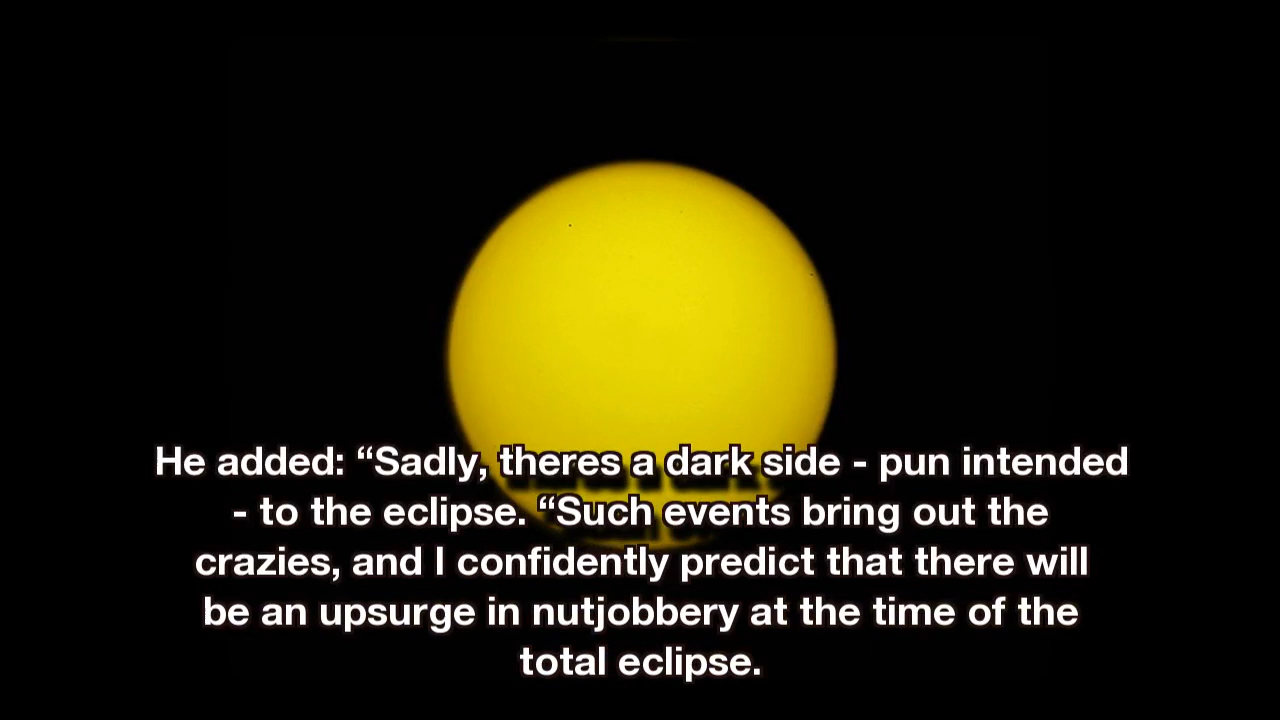 He added: “Sadly, theres a dark side - pun intended
- to the eclipse. “Such events bring out the
crazies, and I confidently predict that there will
be an upsurge in nutjobbery at the time of the
total eclipse.